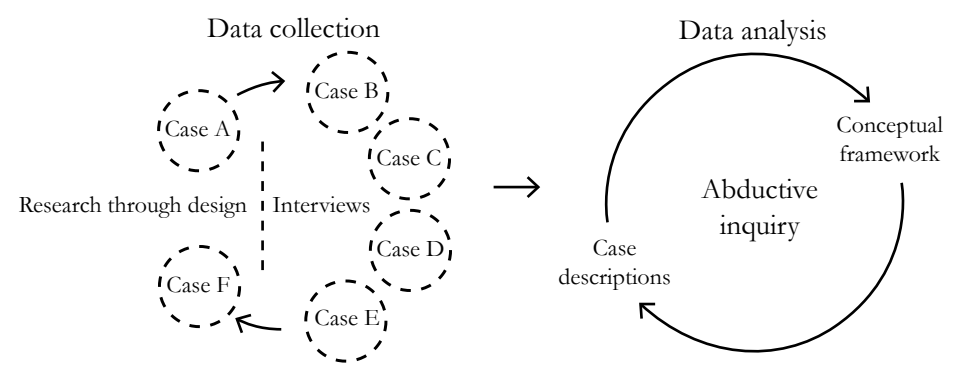 Data collection
Case A
Case B
Case C
Research through design
Interviews
Case D
Case F
Case E
Data analysis
Conceptual
framework
Abductive
inquiry
Case
descriptions